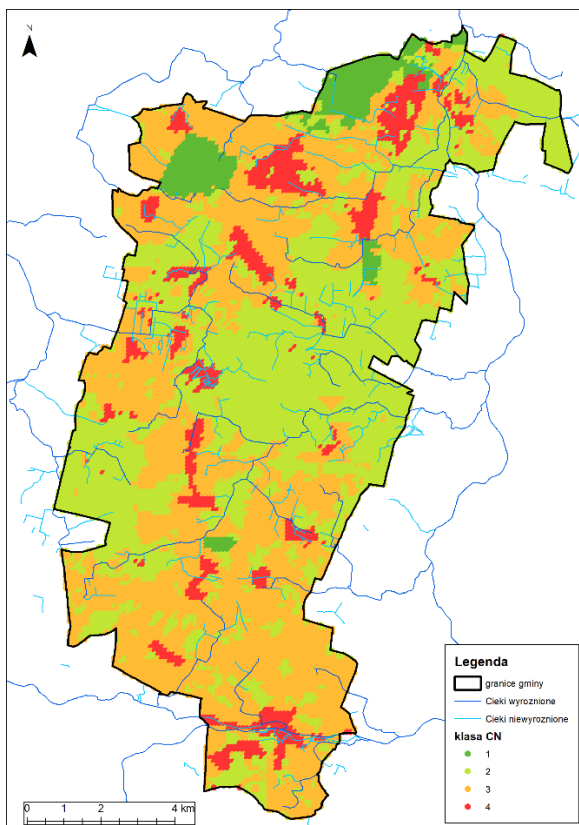 N
Legenda
granice gminy
Cieki wyroznione
Cieki niewyroznione
klasa CN
1
2
3
4
0 1 2 4 km